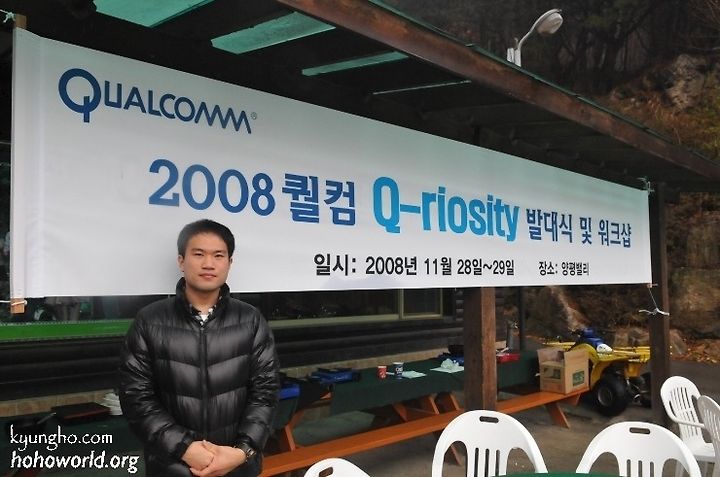 QUALCOMM®
2008 퀄컴 Q-riosity 발대식 및 워크샵
일시: 2008년 11월 28일~29일 장소: 양평밸리
kyungho.com
hohoworld.org